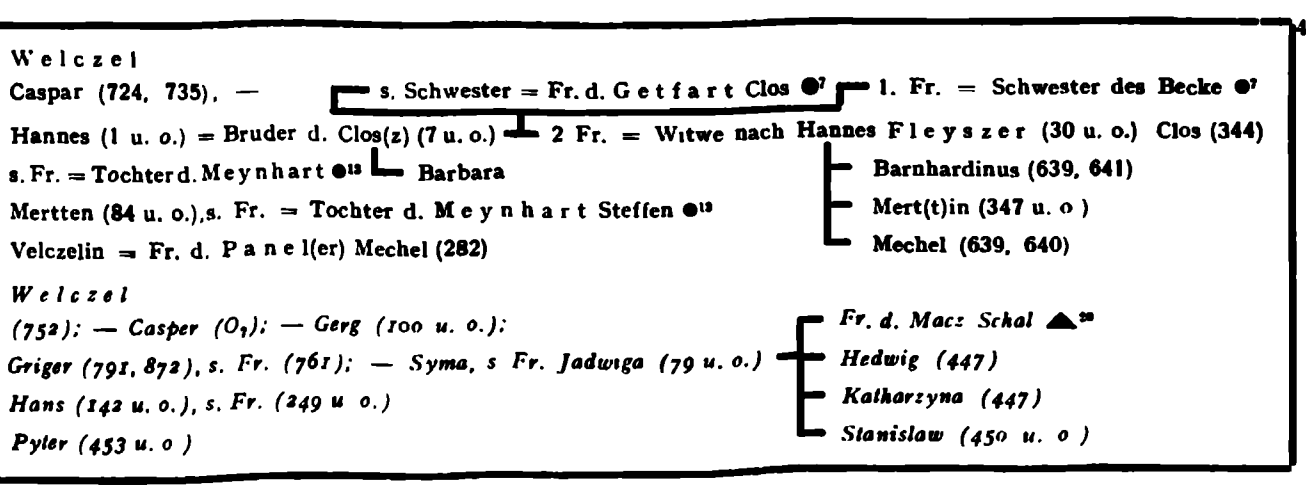 4
Welczel
Caspar (724, 735), — s. Schwester = Fr. d. Getfart Clos ●⁷ 1. Fr. = Schwester des Becke ●⁷
Hannes (1 u. o.) = Bruder d. Clos(z) (7 u. o.) 2 Fr. = Witwe nach Hannes Fleyszer (30 u. o.) Clos (344)
s. Fr. = Tochter d. Meynhart ●¹³ Barbara Barnhardinus (639, 641)
Mertten (84 u. o.), s. Fr. = Tochter d. Meynhart Steffen ●¹³ Mert(t)in (347 u. o )
Velczelin = Fr. d. Panel(er) Mechel (282) Mechel (639, 640)
Welczel
(752); — Casper (O₇); — Gerg (100 u. o.); Fr. d. Macz Schal ▲²⁰
Griger (791, 872), s. Fr. (761); — Syma, s Fr. Jadwiga (79 u. o.) Hedwig (447)
Hans (142 u. o.), s. Fr. (249 u o.) Katharzyna (447)
Pyter (453 u. o ) Stanislaw (450 u. o )